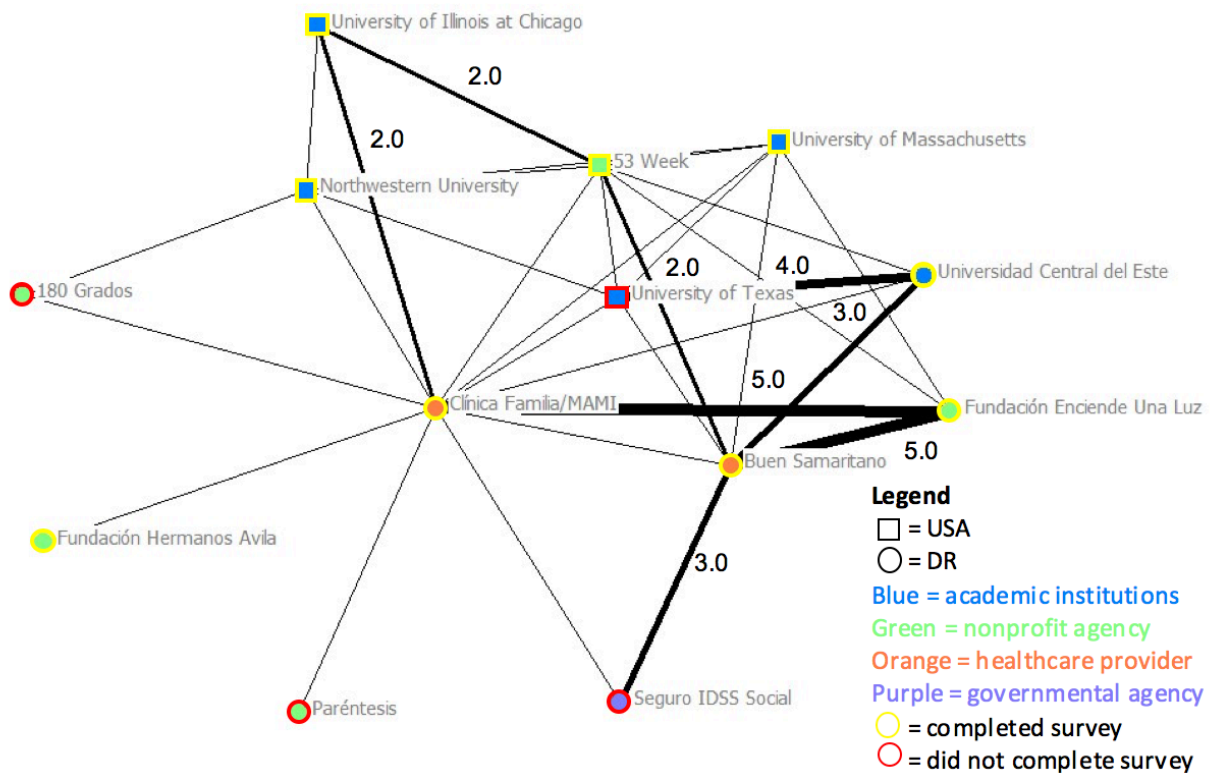 University of Illinois at Chicago
2.0
University of Massachusetts
2.0
53 Week
Northwestern University
2.0
4.0
Universidad Central del Este
180 Grados
University of Texas
3.0
5.0
Clínica Familia/MAMI
Fundación Enciende Una Luz
5.0
Buen Samaritano
Fundación Hermanos Avila
3.0
Seguro IDSS Social
Paréntesis
Legend
= USA
= DR
Blue = academic institutions
Green = nonprofit agency
Orange = healthcare provider
Purple = governmental agency
= completed survey
= did not complete survey